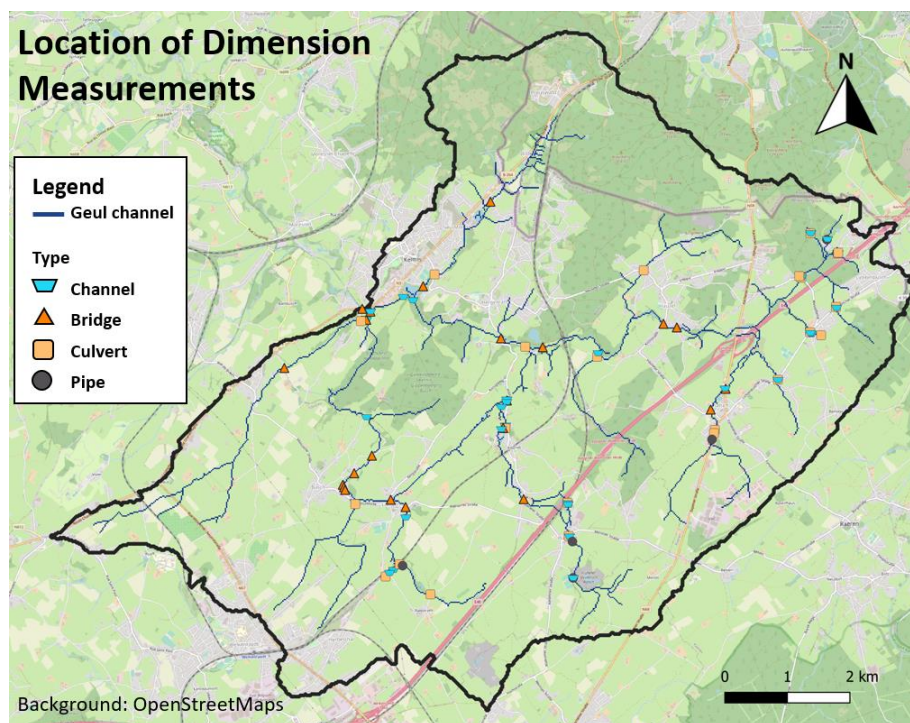 Location of Dimension
Measurements
N
Legend
Geul channel
Type
Channel
Bridge
Culvert
Pipe
0 1 2 km
Background: OpenStreetMaps